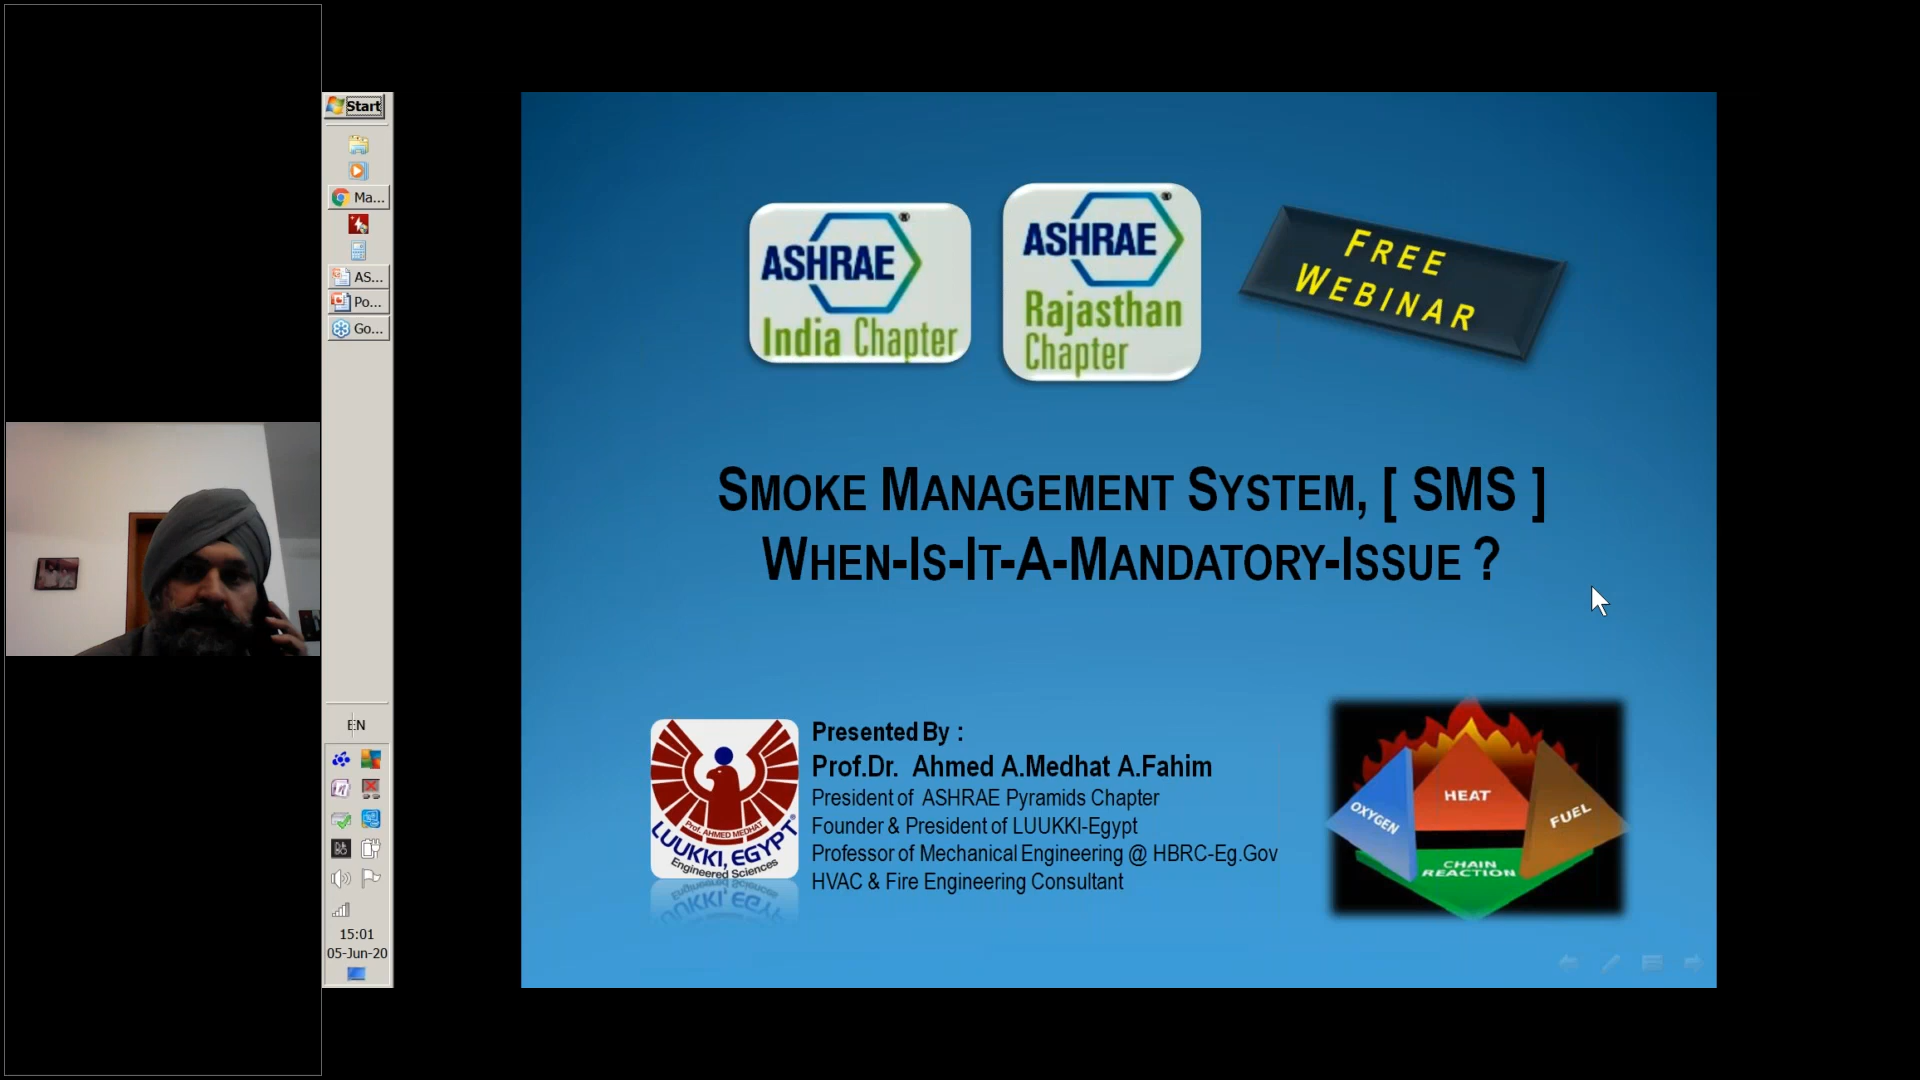 Start
Ma...
AS...
Po...
Go...
EN
15:01
05-Jun-20
ASHRAE®
India Chapter
ASHRAE®
Rajasthan
Chapter
FREE
WEBINAR
SMOKE MANAGEMENT SYSTEM, [ SMS ]
WHEN-IS-IT-A-MANDATORY-ISSUE ?
Presented By :
Prof.Dr. Ahmed A.Medhat A.Fahim
President of ASHRAE Pyramids Chapter
Founder & President of LUUKKI-Egypt
Professor of Mechanical Engineering @ HBRC-Eg.Gov
HVAC & Fire Engineering Consultant
Prof. AHMED MEDHAT
LUUKKI, EGYPT®
Engineered Sciences
OXYGEN
HEAT
FUEL
CHAIN
REACTION